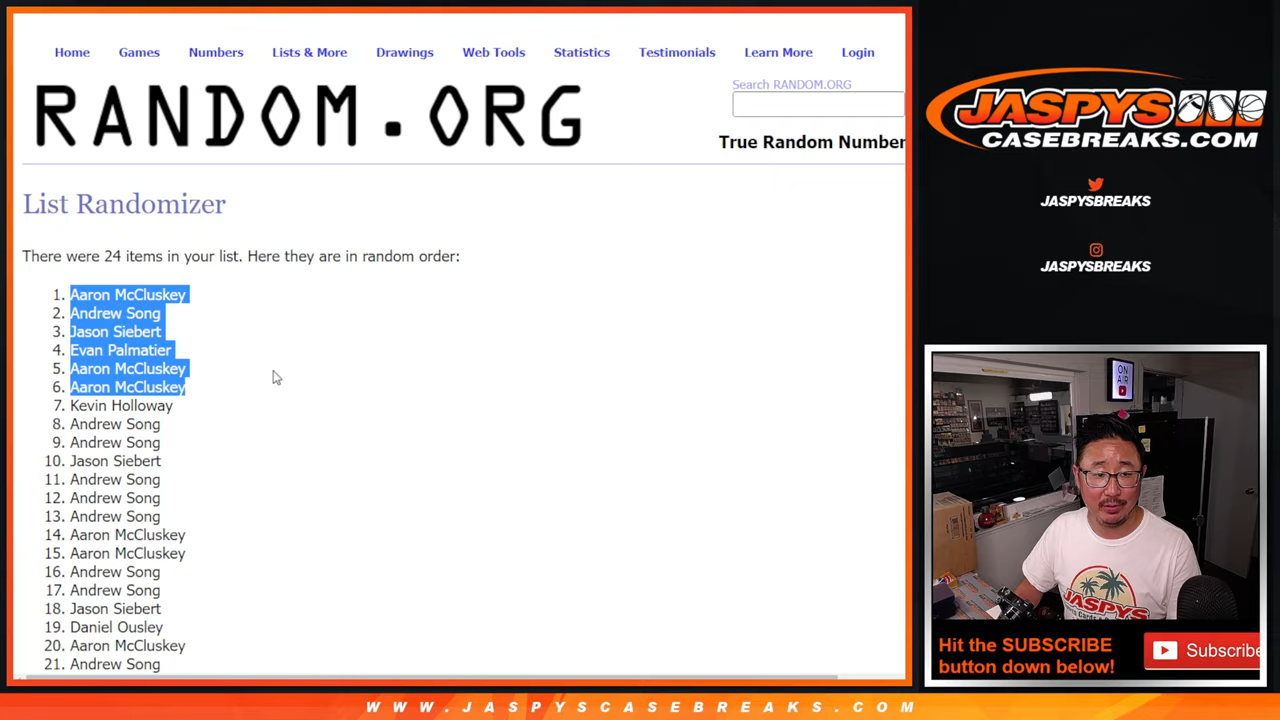 Home Games Numbers Lists & More Drawings Web Tools Statistics Testimonials Learn More Login
RANDOM.ORG
Search RANDOM.ORG
True Random Number
List Randomizer
There were 24 items in your list. Here they are in random order:
1. Aaron McCluskey
2. Andrew Song
3. Jason Siebert
4. Evan Palmatier
5. Aaron McCluskey
6. Aaron McCluskey
7. Kevin Holloway
8. Andrew Song
9. Andrew Song
10. Jason Siebert
11. Andrew Song
12. Andrew Song
13. Andrew Song
14. Aaron McCluskey
15. Aaron McCluskey
16. Andrew Song
17. Andrew Song
18. Jason Siebert
19. Daniel Ousley
20. Aaron McCluskey
21. Andrew Song
JASPYS
CASEBREAKS.COM
JASPYSBREAKS
JASPYSBREAKS
ON
AIR
JASPYS
Hit the SUBSCRIBE
button down below!
Subscribe
WWW.JASPYSCASEBREAKS.COM